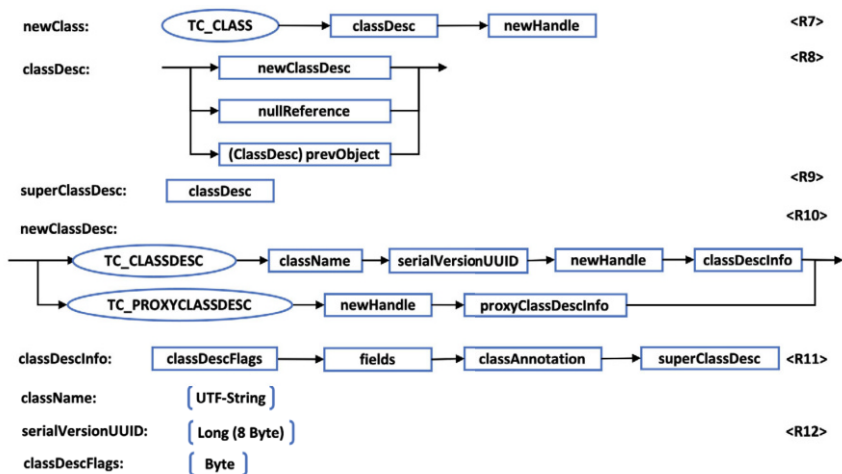 newClass: TC_CLASS classDesc newHandle <R7>
classDesc: newClassDesc <R8>
nullReference
(ClassDesc) prevObject
superClassDesc: classDesc <R9>
newClassDesc: <R10>
TC_CLASSDESC className serialVersionUUID newHandle classDescInfo
TC_PROXYCLASSDESC newHandle proxyClassDescInfo
classDescInfo: classDescFlags fields classAnnotation superClassDesc <R11>
className: UTF-String
serialVersionUUID: Long (8 Byte) <R12>
classDescFlags: Byte